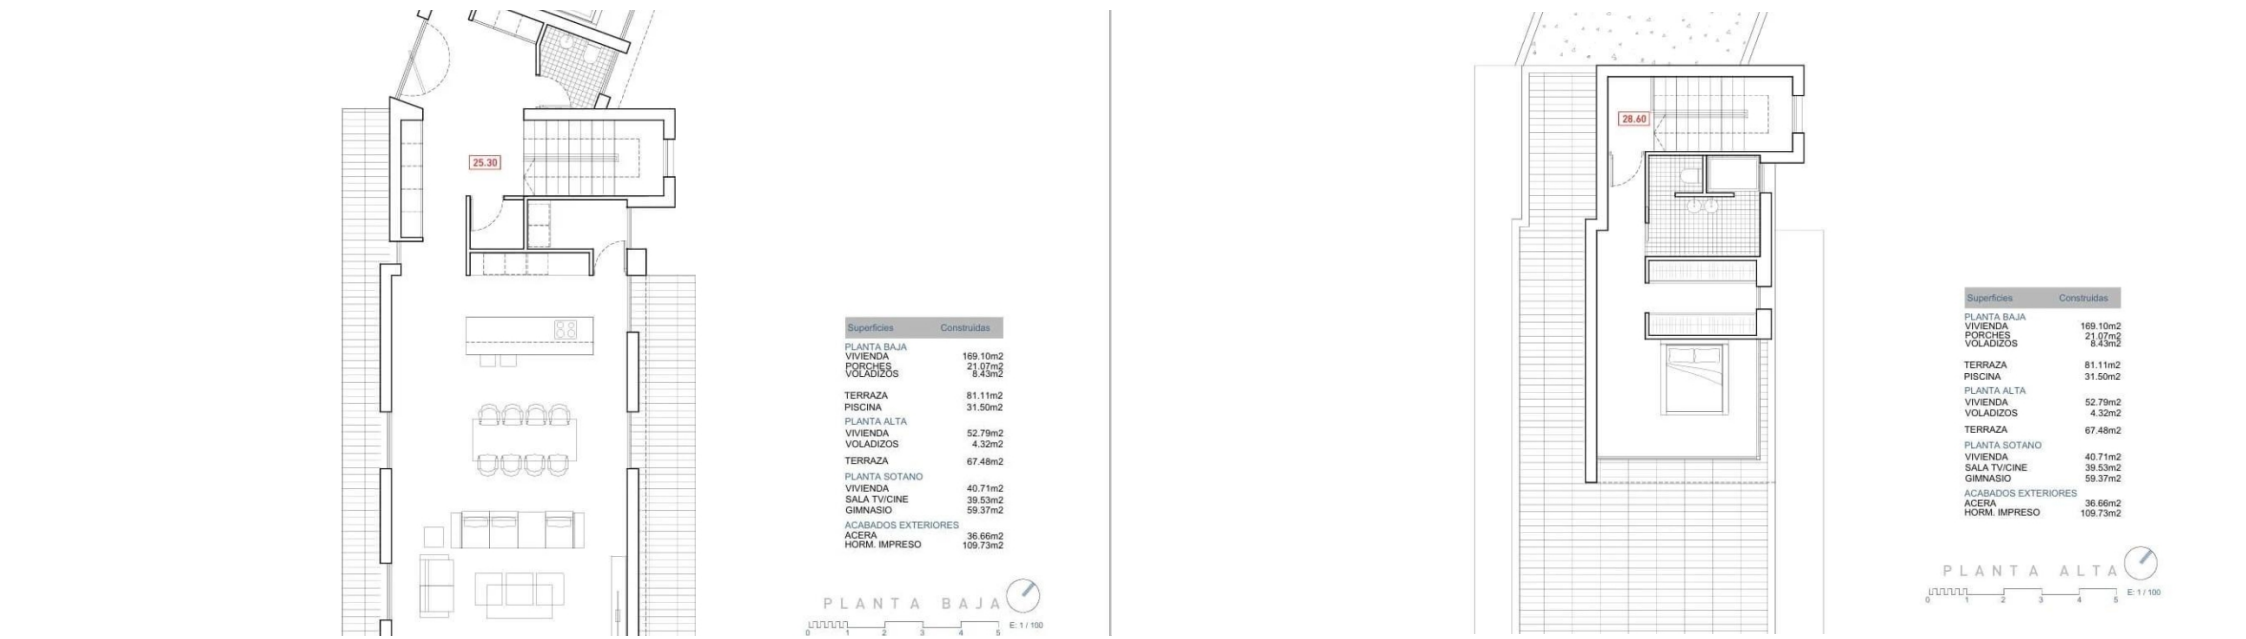 25.30
Superficies Construidas
PLANTA BAJA
VIVIENDA 169.10m2
PORCHES 21.07m2
VOLADIZOS 8.43m2
TERRAZA 81.11m2
PISCINA 31.50m2
PLANTA ALTA
VIVIENDA 52.79m2
VOLADIZOS 4.32m2
TERRAZA 67.48m2
PLANTA SOTANO
VIVIENDA 40.71m2
SALA TV/CINE 39.53m2
GIMNASIO 59.37m2
ACABADOS EXTERIORES
ACERA 36.66m2
HORM. IMPRESO 109.73m2
PLANTA BAJA
0 1 2 3 4 5 E: 1 / 100
28.60
Superficies Construidas
PLANTA BAJA
VIVIENDA 169.10m2
PORCHES 21.07m2
VOLADIZOS 8.43m2
TERRAZA 81.11m2
PISCINA 31.50m2
PLANTA ALTA
VIVIENDA 52.79m2
VOLADIZOS 4.32m2
TERRAZA 67.48m2
PLANTA SOTANO
VIVIENDA 40.71m2
SALA TV/CINE 39.53m2
GIMNASIO 59.37m2
ACABADOS EXTERIORES
ACERA 36.66m2
HORM. IMPRESO 109.73m2
PLANTA ALTA
0 1 2 3 4 5 E: 1 / 100